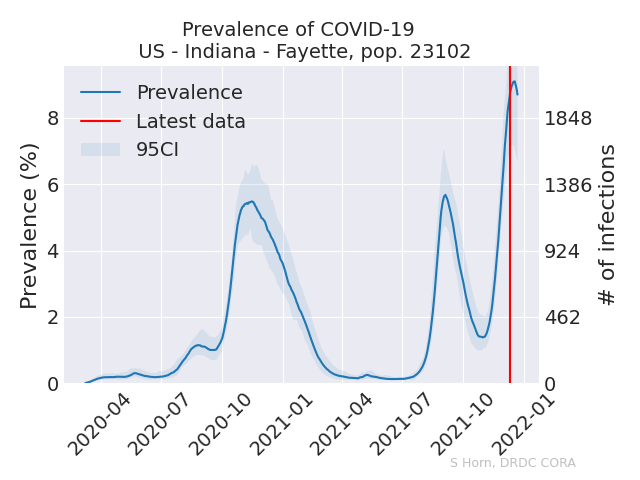 Prevalence of COVID-19
US - Indiana - Fayette, pop. 23102
Prevalence
Latest data
95CI
Prevalence (%)
8
6
4
2
0
1848
1386
924
462
0
# of infections
2020-04
2020-07
2020-10
2021-01
2021-04
2021-07
2021-10
2022-01
S Horn, DRDC CORA